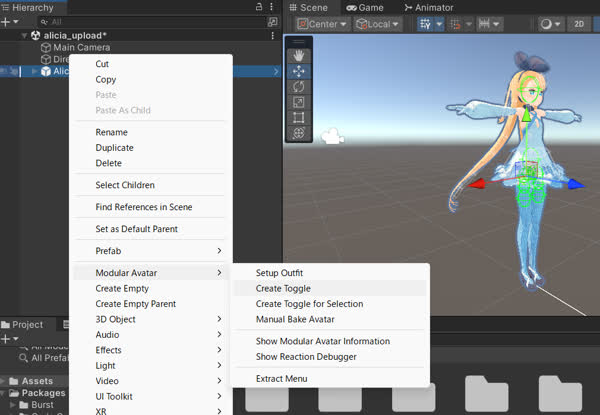 Hierarchy
All
alicia_upload*
Main Camera
Dire
Alic
Cut
Copy
Paste
Paste As Child
Rename
Duplicate
Delete
Select Children
Find References in Scene
Set as Default Parent
Prefab
Modular Avatar
Create Empty
Create Empty Parent
3D Object
Audio
Effects
Light
Video
UI Toolkit
XR
Setup Outfit
Create Toggle
Create Toggle for Selection
Manual Bake Avatar
Show Modular Avatar Information
Show Reaction Debugger
Extract Menu
Scene
Game
Animator
Center
Local
2D
Project
All Mode
All Prefab
Assets
Packages
Burst